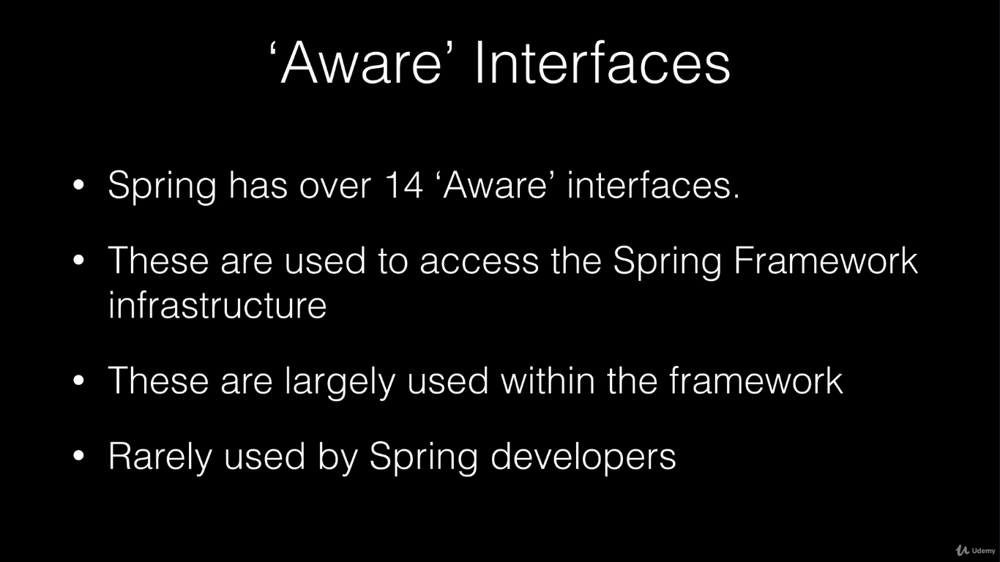 ‘Aware’ Interfaces
• Spring has over 14 ‘Aware’ interfaces.
• These are used to access the Spring Framework
infrastructure
• These are largely used within the framework
• Rarely used by Spring developers
Udemy